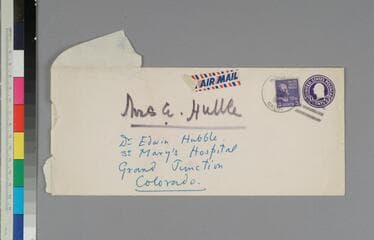 AIR MAIL
Mrs E. Hubble
Dr Edwin Hubble.
St Mary's Hospital
Grand Junction
Colorado.